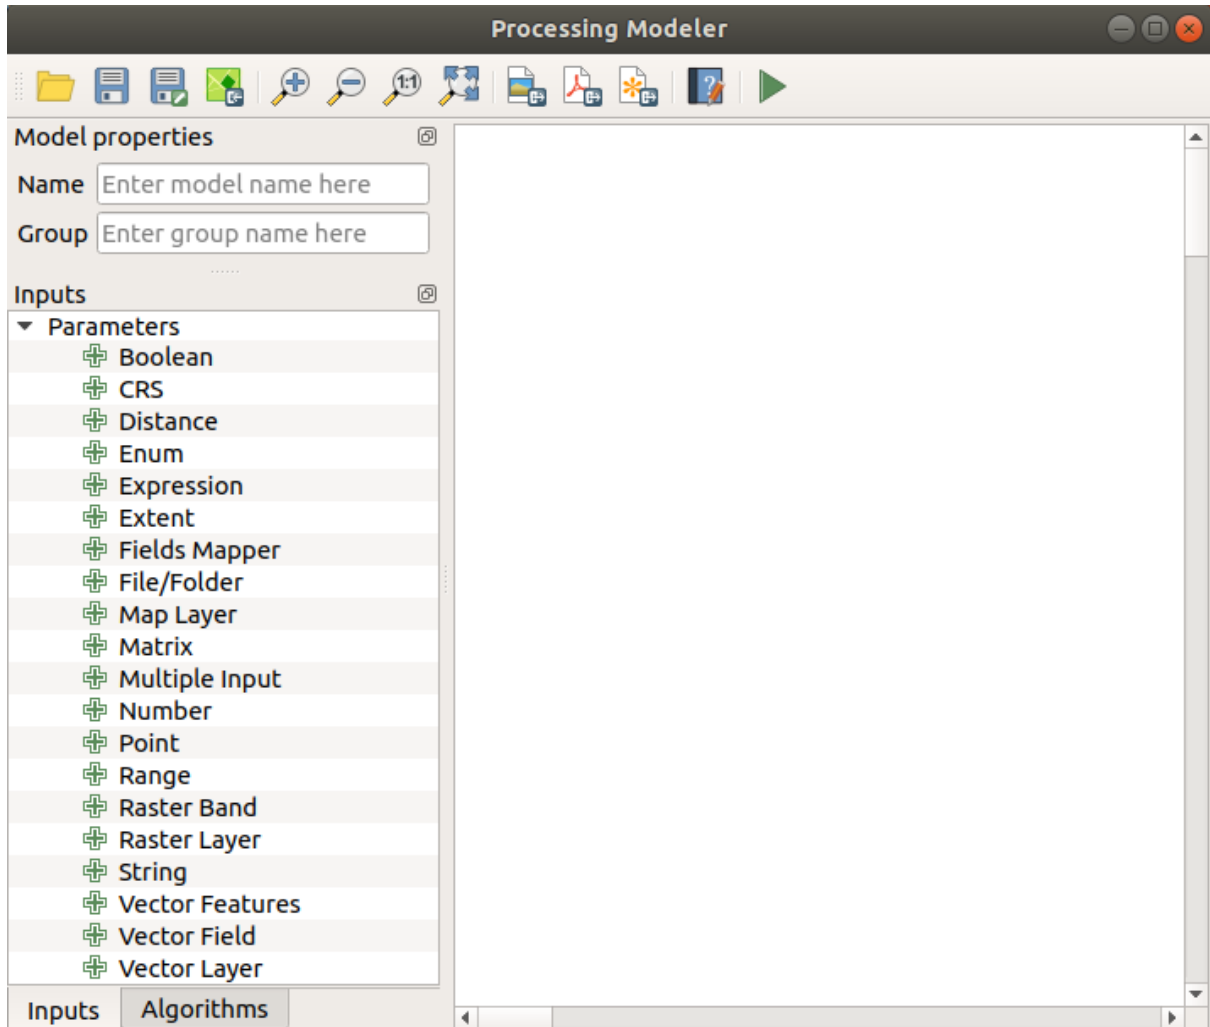 Processing Modeler
1:1
Model properties
Name Enter model name here
Group Enter group name here
Inputs
Parameters
Boolean
CRS
Distance
Enum
Expression
Extent
Fields Mapper
File/Folder
Map Layer
Matrix
Multiple Input
Number
Point
Range
Raster Band
Raster Layer
String
Vector Features
Vector Field
Vector Layer
Inputs Algorithms